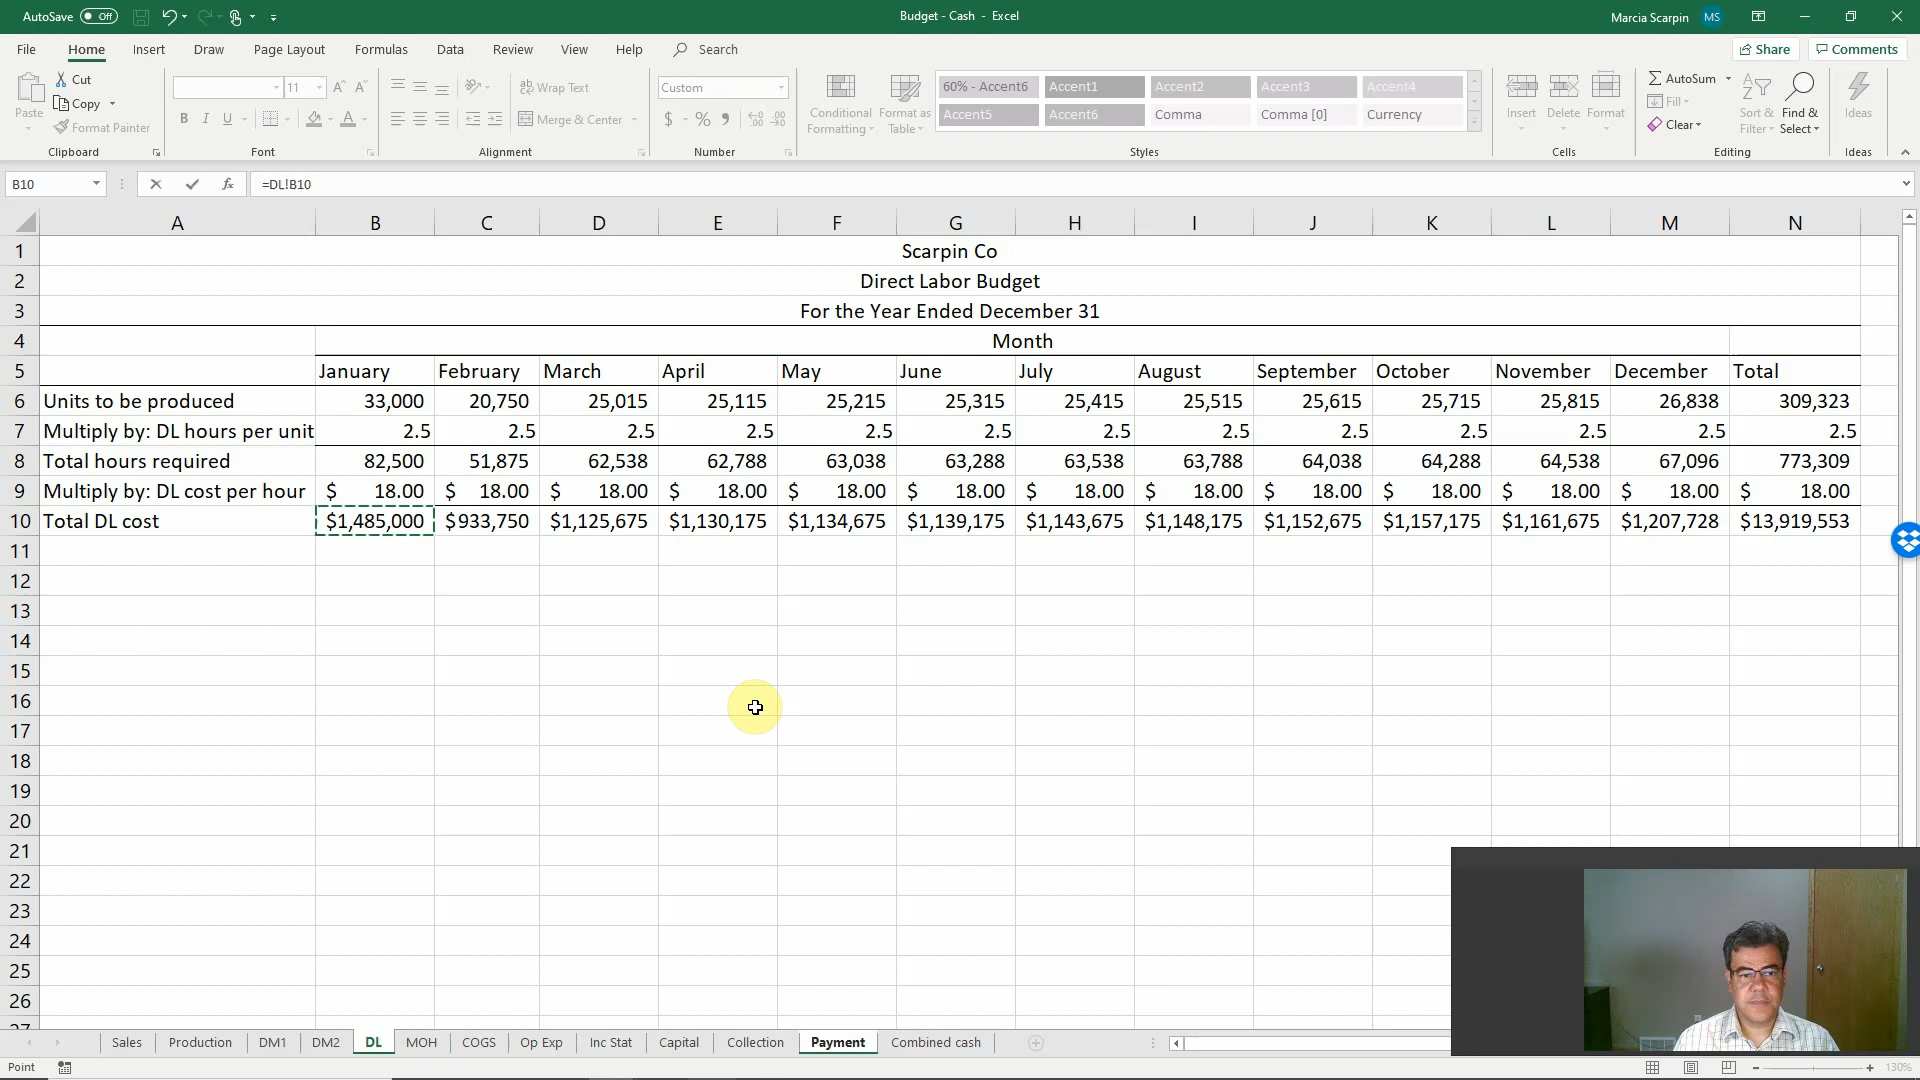 AutoSave Off
Budget - Cash - Excel
Marcia Scarpin MS
File Home Insert Draw Page Layout Formulas Data Review View Help Search
Share Comments
Paste
Cut
Copy
Format Painter
11
B I U A
Wrap Text
Merge & Center
Custom
$ % 9
Conditional Formatting
Format as Table
60% - Accent6 Accent1 Accent2 Accent3 Accent4
Accent5 Accent6 Comma Comma [0] Currency
Insert Delete Format
AutoSum
Fill
Clear
Sort & Filter
Find & Select
Ideas
Clipboard Font Alignment Number Styles Cells Editing Ideas
B10 fx =DL!B10
A B C D E F G H I J K L M N
1 Scarpin Co
2 Direct Labor Budget
3 For the Year Ended December 31
4 Month
5 January February March April May June July August September October November December Total
6 Units to be produced 33,000 20,750 25,015 25,115 25,215 25,315 25,415 25,515 25,615 25,715 25,815 26,838 309,323
7 Multiply by: DL hours per unit 2.5 2.5 2.5 2.5 2.5 2.5 2.5 2.5 2.5 2.5 2.5 2.5 2.5
8 Total hours required 82,500 51,875 62,538 62,788 63,038 63,288 63,538 63,788 64,038 64,288 64,538 67,096 773,309
9 Multiply by: DL cost per hour $ 18.00 $ 18.00 $ 18.00 $ 18.00 $ 18.00 $ 18.00 $ 18.00 $ 18.00 $ 18.00 $ 18.00 $ 18.00 $ 18.00 $ 18.00
10 Total DL cost $1,485,000 $933,750 $1,125,675 $1,130,175 $1,134,675 $1,139,175 $1,143,675 $1,148,175 $1,152,675 $1,157,175 $1,161,675 $1,207,728 $13,919,553
11
12
13
14
15
16
17
18
19
20
21
22
23
24
25
26
27
Sales Production DM1 DM2 DL MOH COGS Op Exp Inc Stat Capital Collection Payment Combined cash
Point
130%